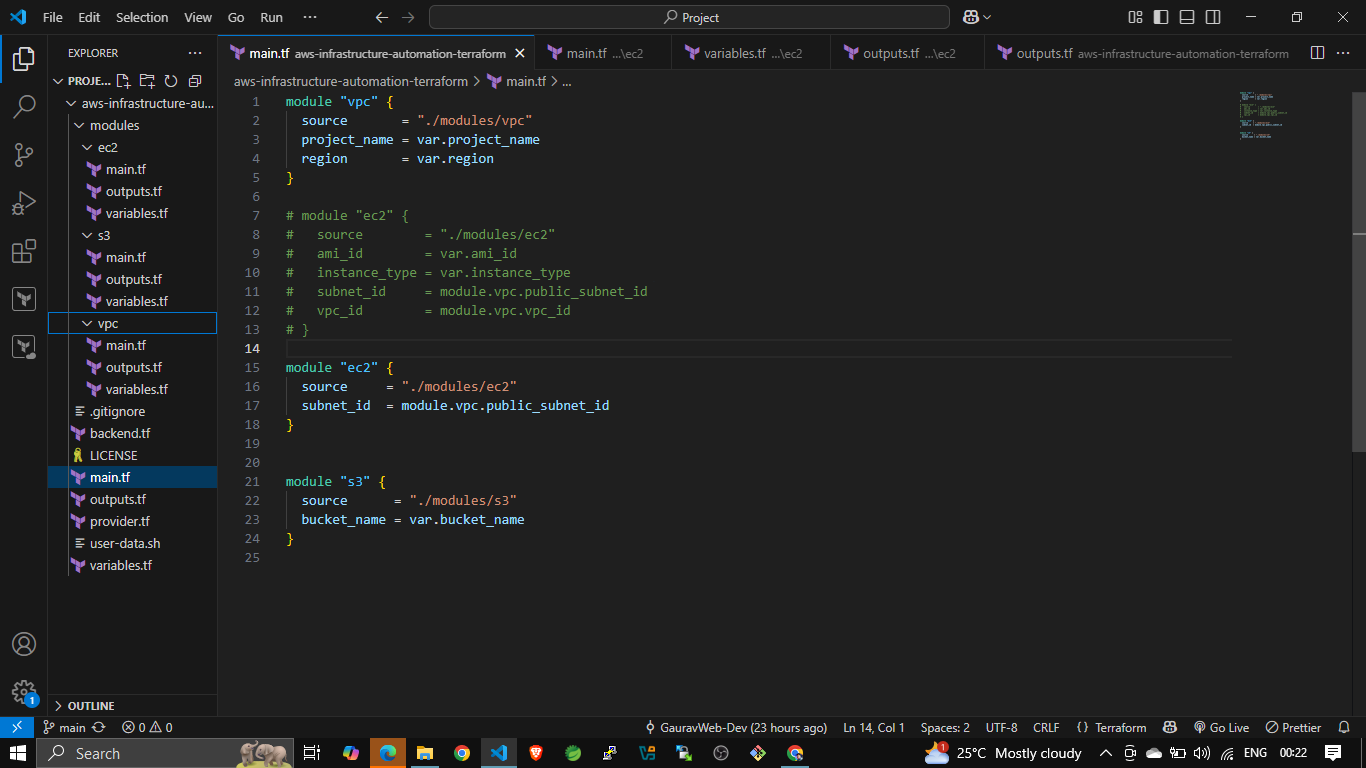 File Edit Selection View Go Run ··· Project
EXPLORER ···
PROJE...
aws-infrastructure-au...
modules
ec2
main.tf
outputs.tf
variables.tf
s3
main.tf
outputs.tf
variables.tf
vpc
main.tf
outputs.tf
variables.tf
.gitignore
backend.tf
LICENSE
main.tf
outputs.tf
provider.tf
user-data.sh
variables.tf
OUTLINE
main.tf aws-infrastructure-automation-terraform main.tf ...\ec2 variables.tf ...\ec2 outputs.tf ...\ec2 outputs.tf aws-infrastructure-automation-terraform ···
aws-infrastructure-automation-terraform > main.tf > ...
1 module "vpc" {
2   source       = "./modules/vpc"
3   project_name = var.project_name
4   region       = var.region
5 }
6
7 # module "ec2" {
8 #   source        = "./modules/ec2"
9 #   ami_id        = var.ami_id
10 #   instance_type = var.instance_type
11 #   subnet_id     = module.vpc.public_subnet_id
12 #   vpc_id        = module.vpc.vpc_id
13 # }
14
15 module "ec2" {
16   source     = "./modules/ec2"
17   subnet_id  = module.vpc.public_subnet_id
18 }
19
20
21 module "s3" {
22   source      = "./modules/s3"
23   bucket_name = var.bucket_name
24 }
25
1
main 0 0 GauravWeb-Dev (23 hours ago) Ln 14, Col 1 Spaces: 2 UTF-8 CRLF {} Terraform Go Live Prettier
Search 1 25°C Mostly cloudy ENG 00:22